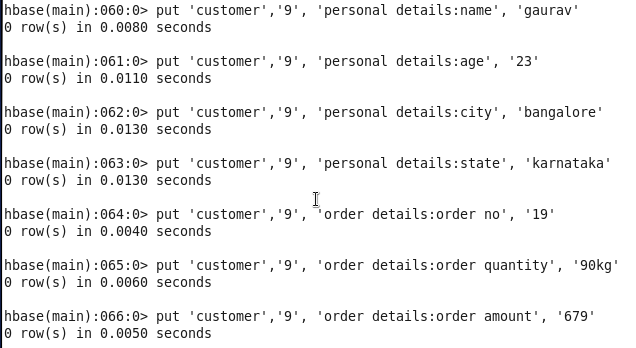 hbase(main):060:0> put 'customer','9', 'personal details:name', 'gaurav'
0 row(s) in 0.0080 seconds
hbase(main):061:0> put 'customer','9', 'personal details:age', '23'
0 row(s) in 0.0110 seconds
hbase(main):062:0> put 'customer','9', 'personal details:city', 'bangalore'
0 row(s) in 0.0130 seconds
hbase(main):063:0> put 'customer','9', 'personal details:state', 'karnataka'
0 row(s) in 0.0130 seconds
hbase(main):064:0> put 'customer','9', 'order details:order no', '19'
0 row(s) in 0.0040 seconds
hbase(main):065:0> put 'customer','9', 'order details:order quantity', '90kg'
0 row(s) in 0.0060 seconds
hbase(main):066:0> put 'customer','9', 'order details:order amount', '679'
0 row(s) in 0.0050 seconds